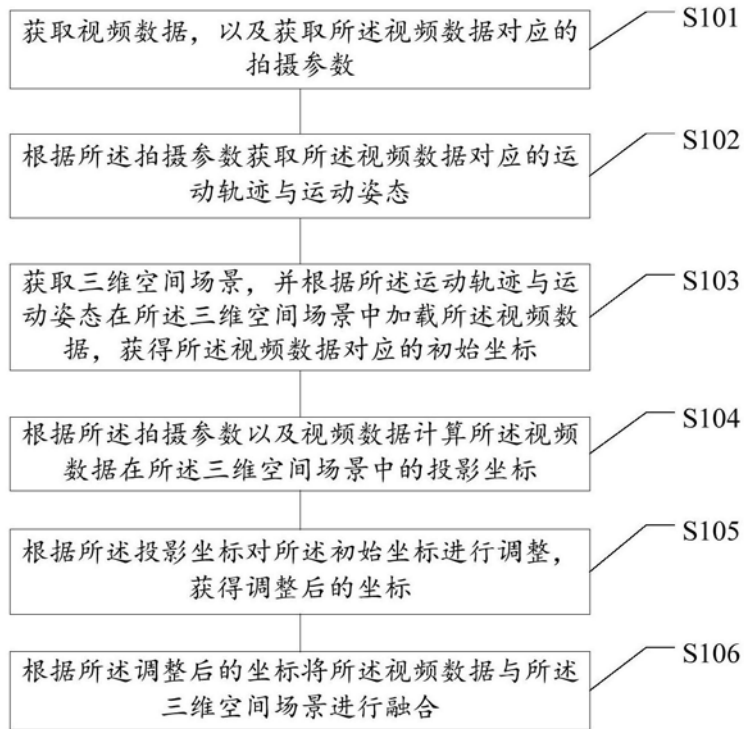 获取视频数据，以及获取所述视频数据对应的
拍摄参数
S101
根据所述拍摄参数获取所述视频数据对应的运
动轨迹与运动姿态
S102
获取三维空间场景，并根据所述运动轨迹与运
动姿态在所述三维空间场景中加载所述视频数
据，获得所述视频数据对应的初始坐标
S103
根据所述拍摄参数以及视频数据计算所述视频
数据在所述三维空间场景中的投影坐标
S104
根据所述投影坐标对所述初始坐标进行调整，
获得调整后的坐标
S105
根据所述调整后的坐标将所述视频数据与所述
三维空间场景进行融合
S106